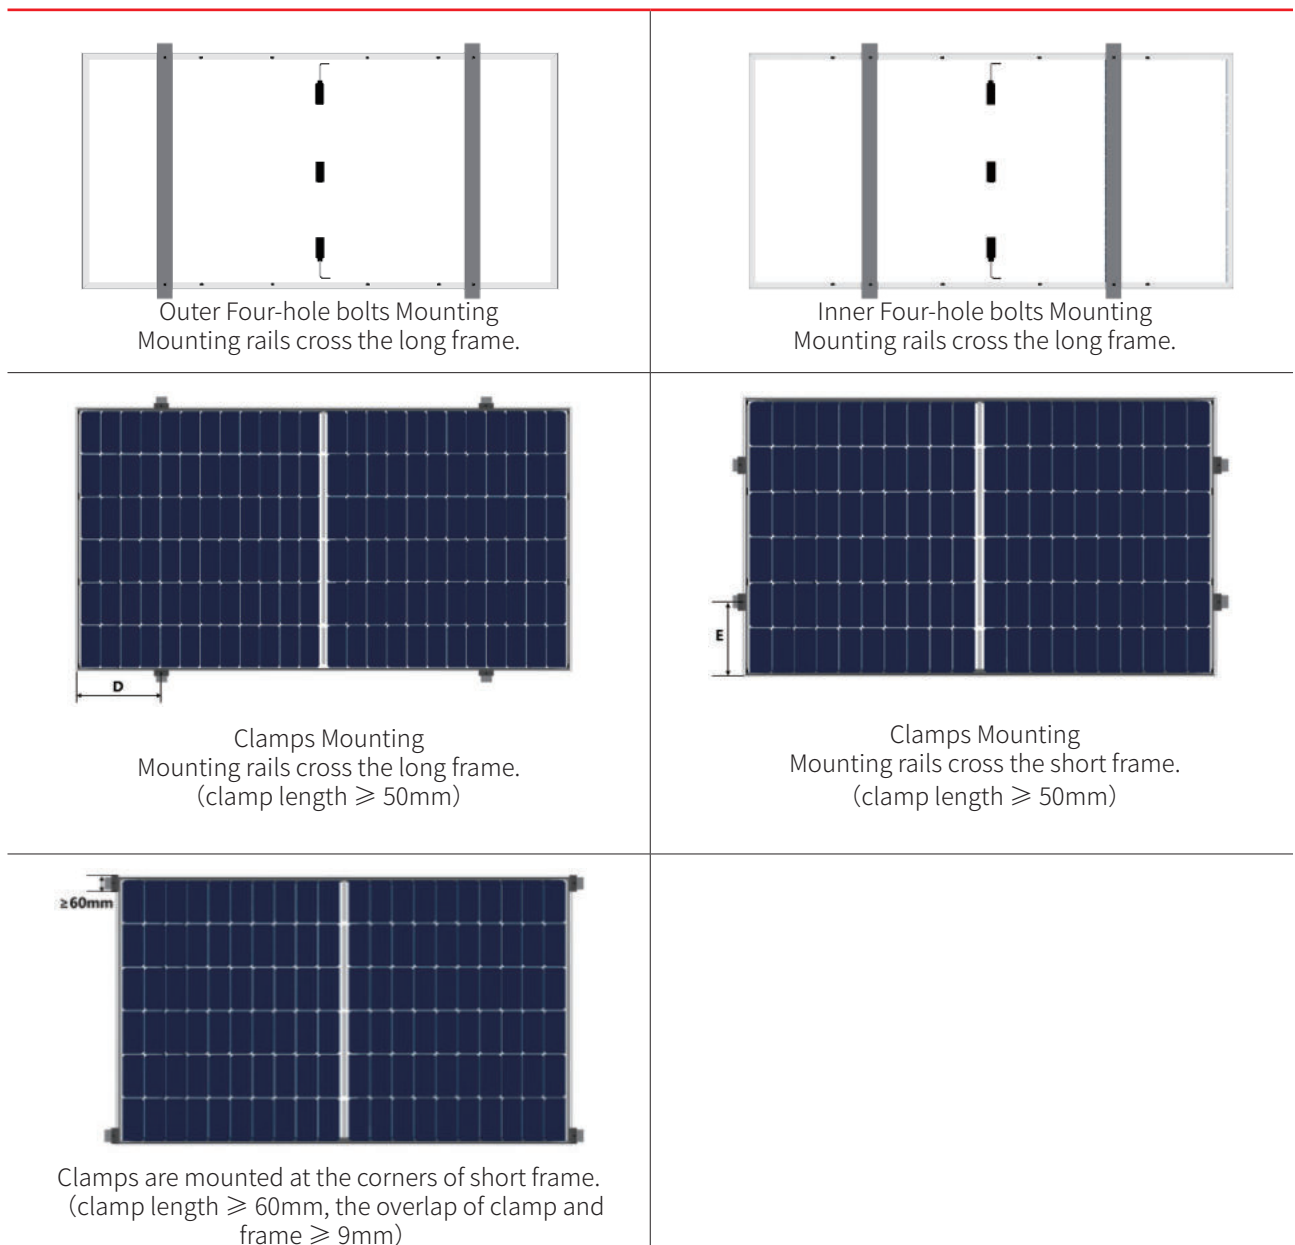 Outer Four-hole bolts Mounting
Mounting rails cross the long frame.
Inner Four-hole bolts Mounting
Mounting rails cross the long frame.
D
Clamps Mounting
Mounting rails cross the long frame.
（clamp length ≥ 50mm）
E
Clamps Mounting
Mounting rails cross the short frame.
（clamp length ≥ 50mm）
≥60mm
Clamps are mounted at the corners of short frame.
（clamp length ≥ 60mm, the overlap of clamp and
frame ≥ 9mm）